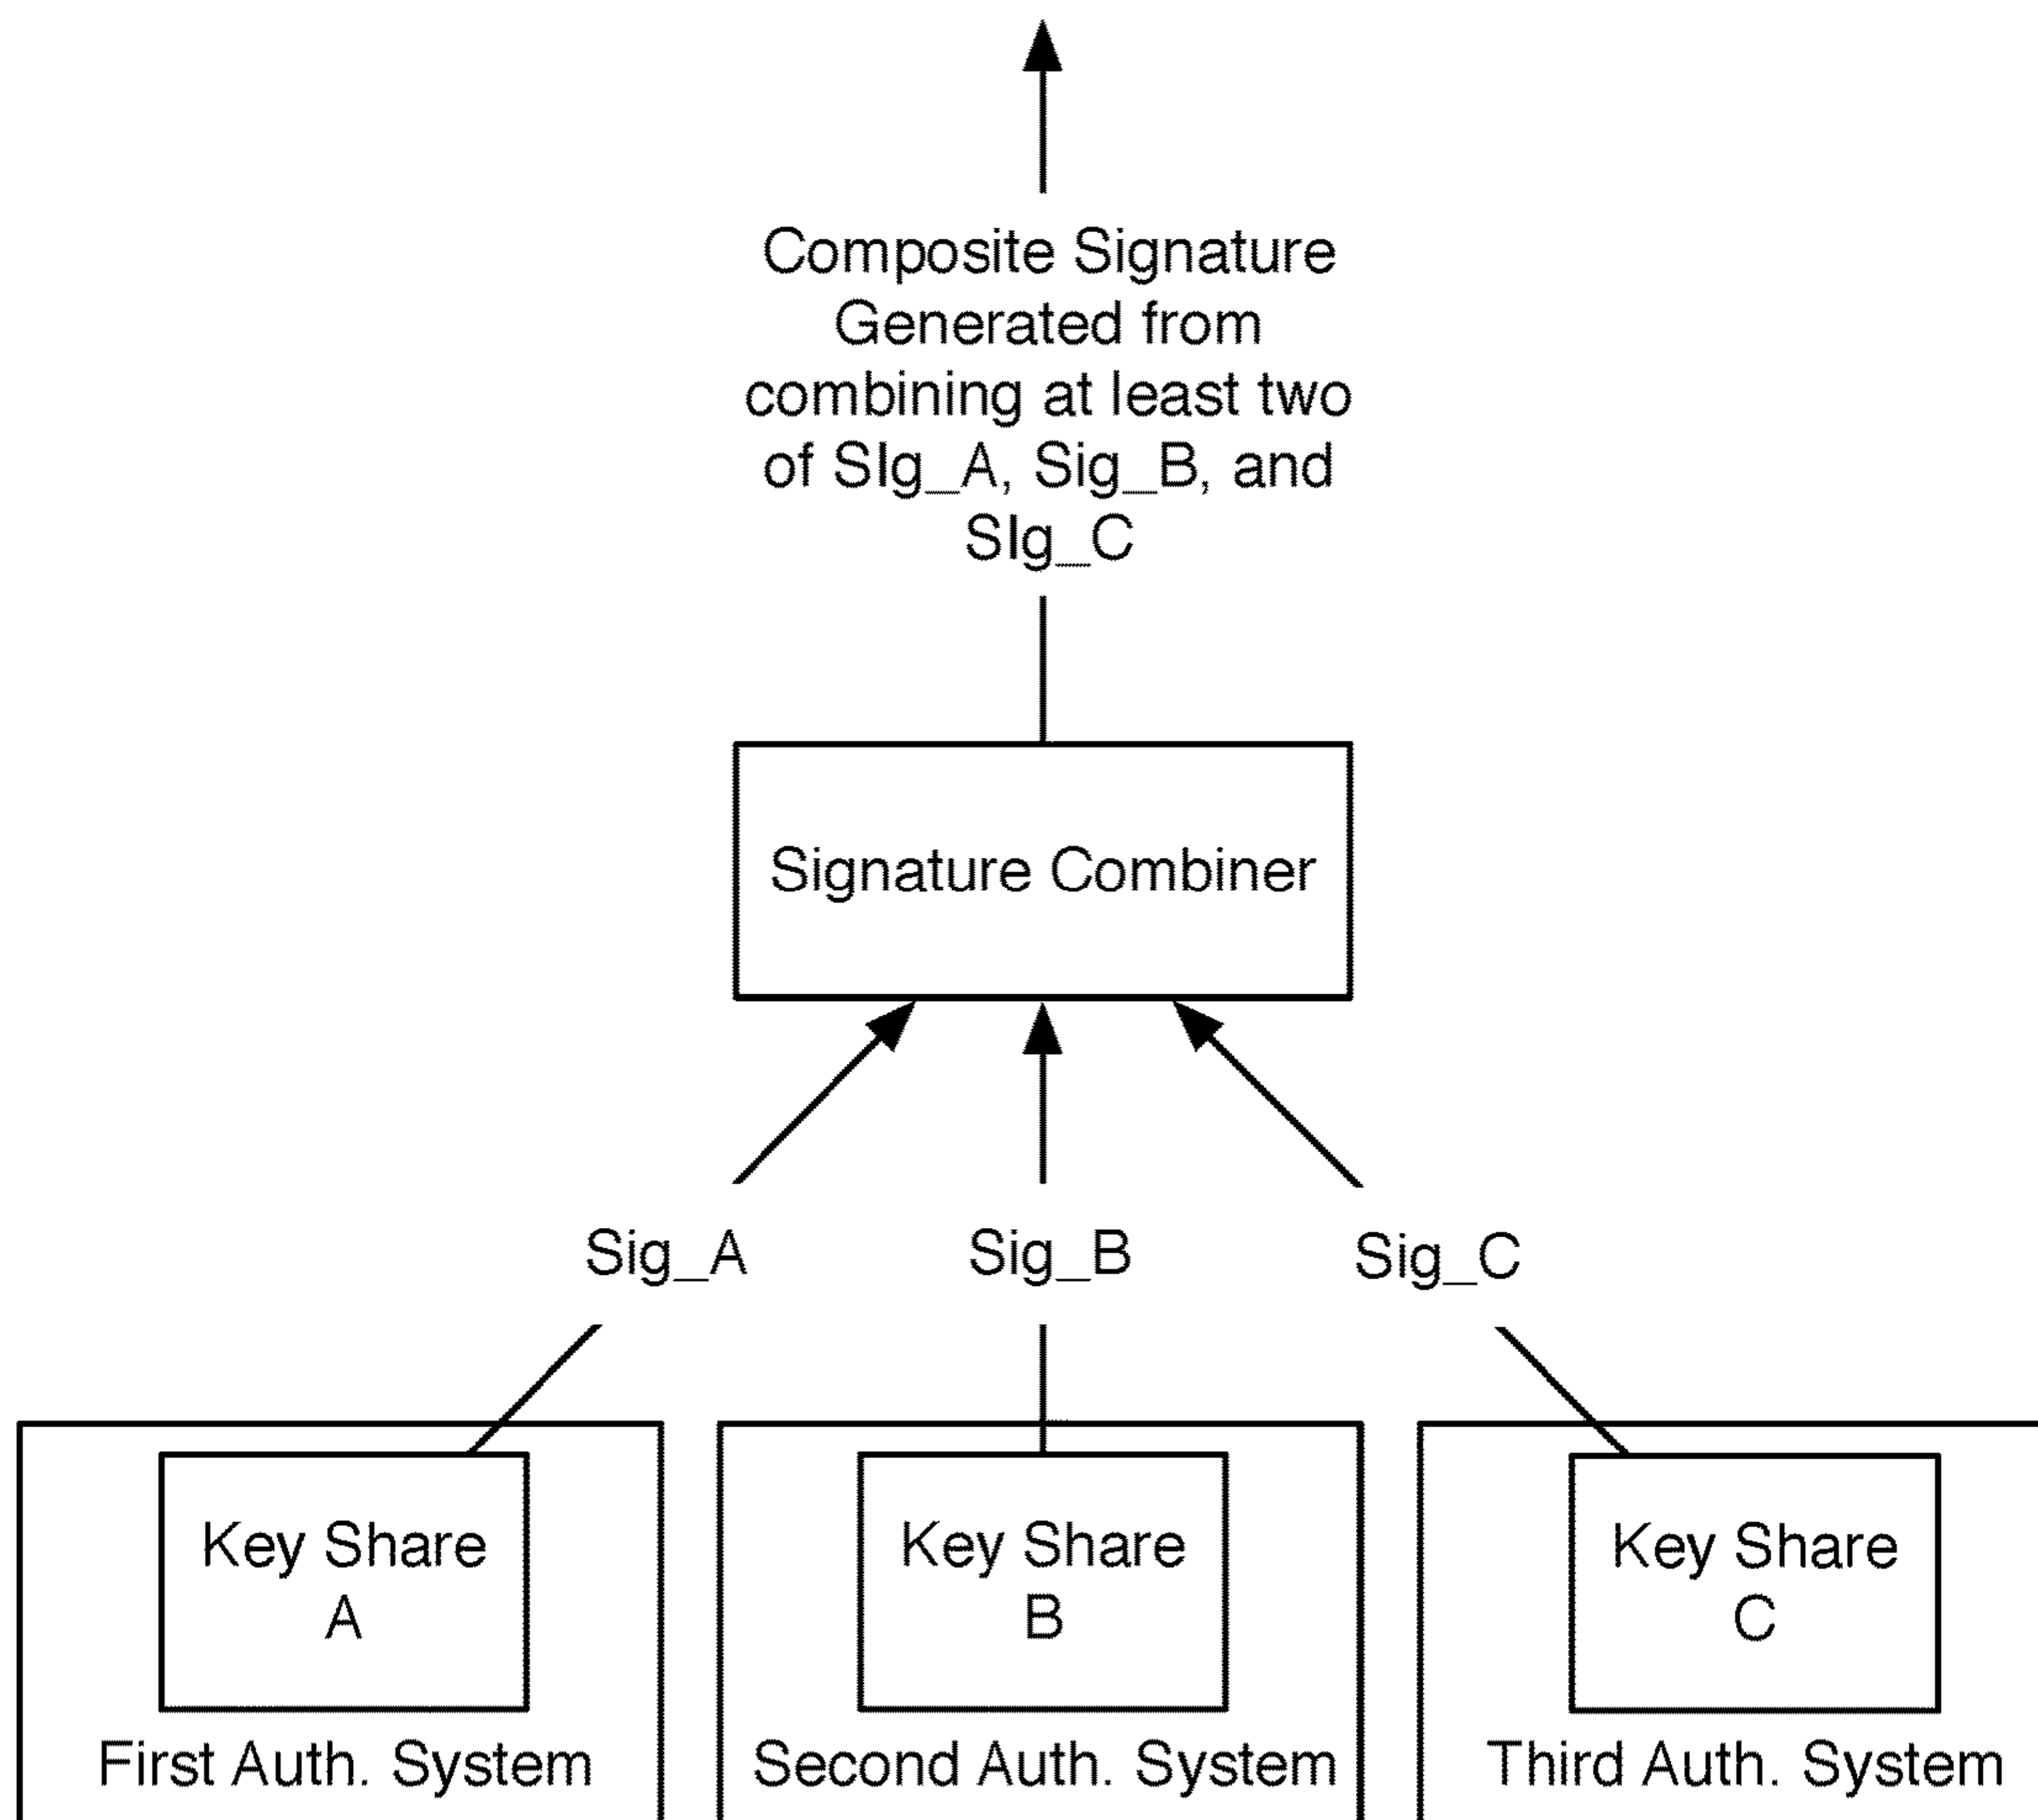 Composite Signature
Generated from
combining at least two
of SIg_A, Sig_B, and
SIg_C
Signature Combiner
Sig_A
Sig_B
Sig_C
Key Share
A
Key Share
B
Key Share
C
First Auth. System
Second Auth. System
Third Auth. System